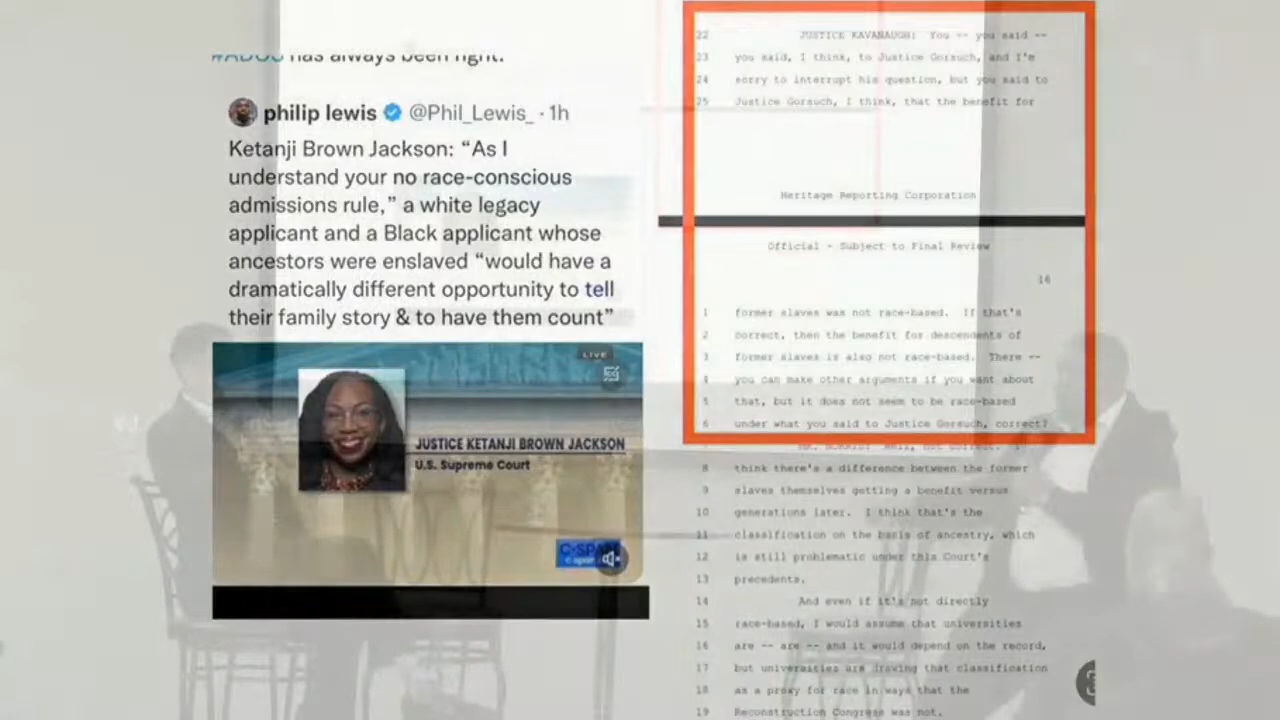 #ADOS has always been right.
philip lewis @Phil_Lewis_ · 1h
Ketanji Brown Jackson: “As I
understand your no race-conscious
admissions rule,” a white legacy
applicant and a Black applicant whose
ancestors were enslaved “would have a
dramatically different opportunity to tell
their family story & to have them count”
LIVE
JUSTICE KETANJI BROWN JACKSON
U.S. Supreme Court
C-SPAN
22 JUSTICE KAVANAUGH: You -- you said --
23 you said, I think, to Justice Gorsuch, and I'm
24 sorry to interrupt his question, but you said to
25 Justice Gorsuch, I think, that the benefit for
Heritage Reporting Corporation
Official - Subject to Final Review
16
1 former slaves was not race-based. If that's
2 correct, then the benefit for descendents of
3 former slaves is also not race-based. There --
4 you can make other arguments if you want about
5 that, but it does not seem to be race-based
6 under what you said to Justice Gorsuch, correct?
8 think there's a difference between the former
9 slaves themselves getting a benefit versus
10 generations later. I think that's the
11 classification on the basis of ancestry, which
12 is still problematic under this Court's
13 precedents.
14 And even if it's not directly
15 race-based, I would assume that universities
16 are -- are -- and it would depend on the record,
17 but universities are drawing that classification
18 as a proxy for race in ways that the
19 Reconstruction Congress was not.